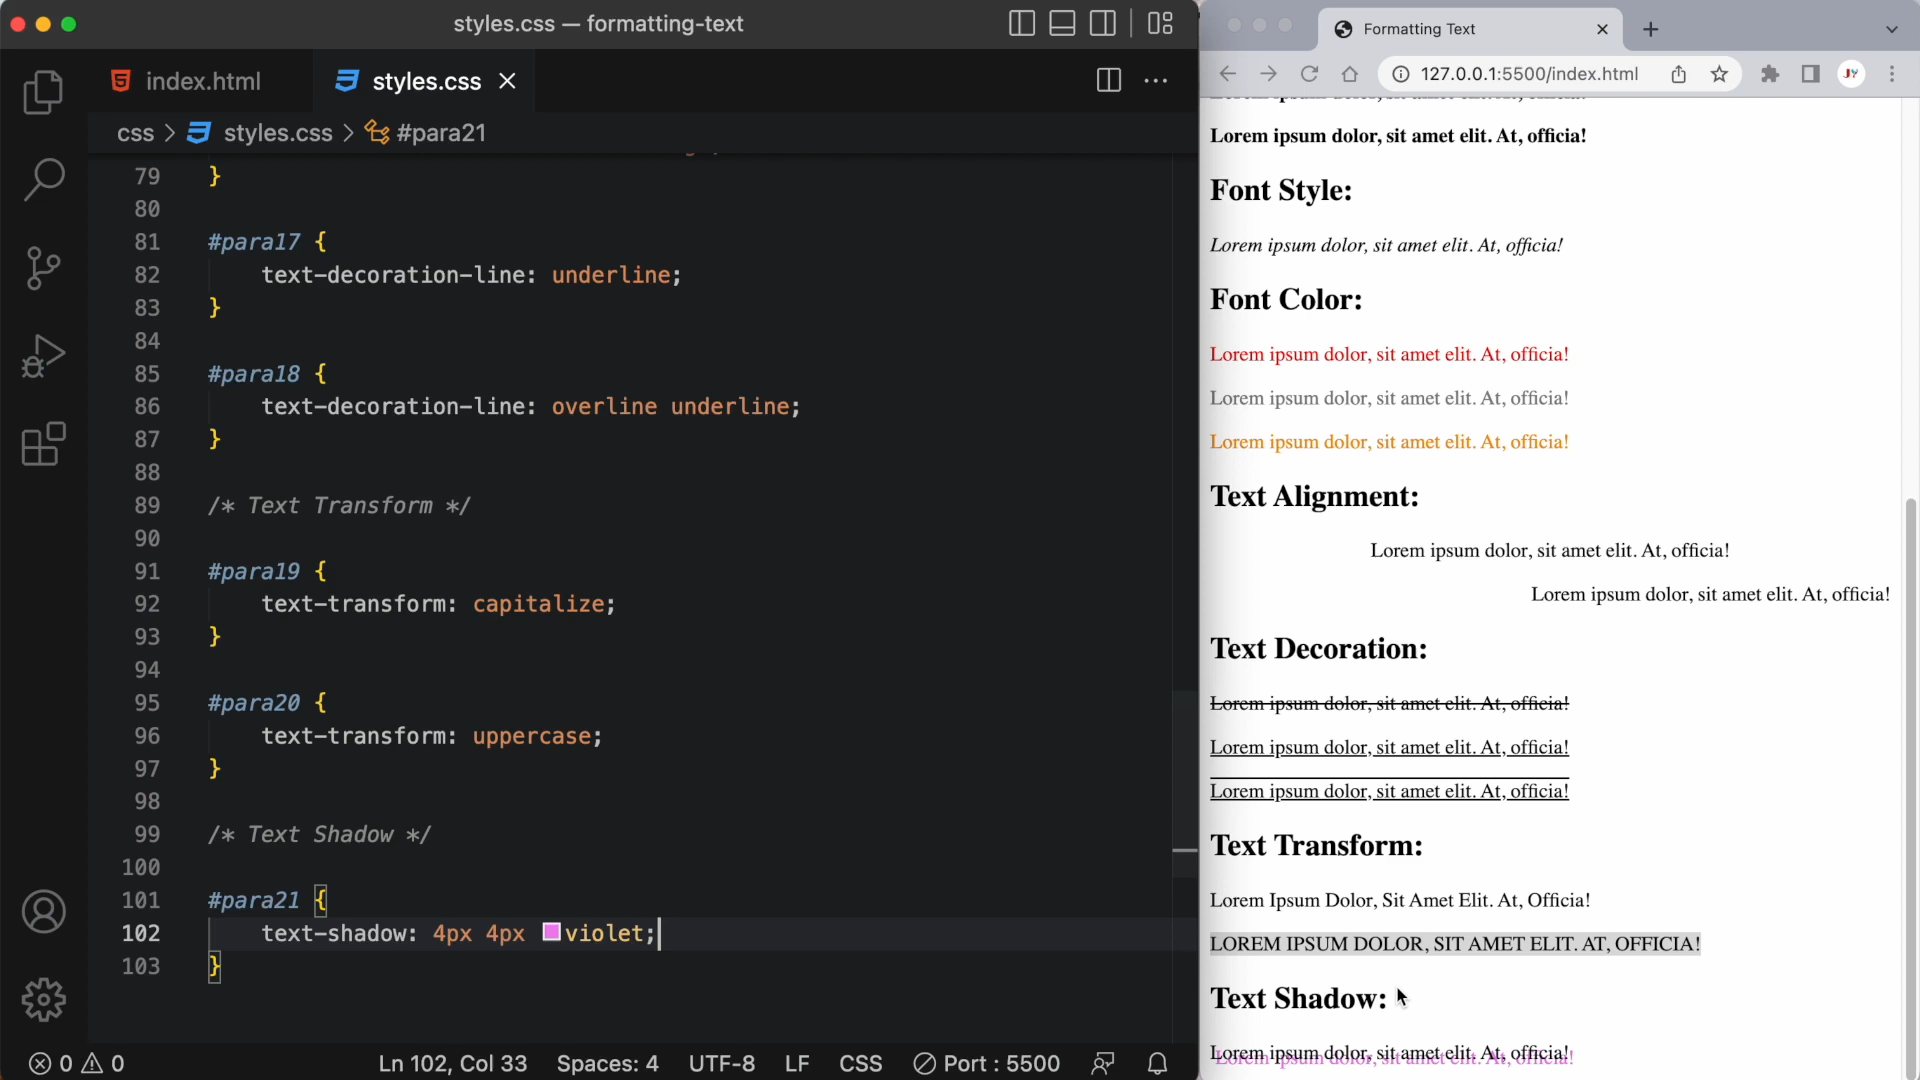 styles.css — formatting-text
index.html
styles.css
css > styles.css > #para21
79 }
80
81 #para17 {
82 text-decoration-line: underline;
83 }
84
85 #para18 {
86 text-decoration-line: overline underline;
87 }
88
89 /* Text Transform */
90
91 #para19 {
92 text-transform: capitalize;
93 }
94
95 #para20 {
96 text-transform: uppercase;
97 }
98
99 /* Text Shadow */
100
101 #para21 {
102 text-shadow: 4px 4px violet;
103 }
0 0 Ln 102, Col 33 Spaces: 4 UTF-8 LF CSS Port : 5500
Formatting Text
127.0.0.1:5500/index.html
JY
Lorem ipsum dolor, sit amet elit. At, officia!
Font Style:
Lorem ipsum dolor, sit amet elit. At, officia!
Font Color:
Lorem ipsum dolor, sit amet elit. At, officia!
Lorem ipsum dolor, sit amet elit. At, officia!
Lorem ipsum dolor, sit amet elit. At, officia!
Text Alignment:
Lorem ipsum dolor, sit amet elit. At, officia!
Lorem ipsum dolor, sit amet elit. At, officia!
Text Decoration:
Lorem ipsum dolor, sit amet elit. At, officia!
Lorem ipsum dolor, sit amet elit. At, officia!
Lorem ipsum dolor, sit amet elit. At, officia!
Text Transform:
Lorem Ipsum Dolor, Sit Amet Elit. At, Officia!
LOREM IPSUM DOLOR, SIT AMET ELIT. AT, OFFICIA!
Text Shadow:
Lorem ipsum dolor, sit amet elit. At, officia!